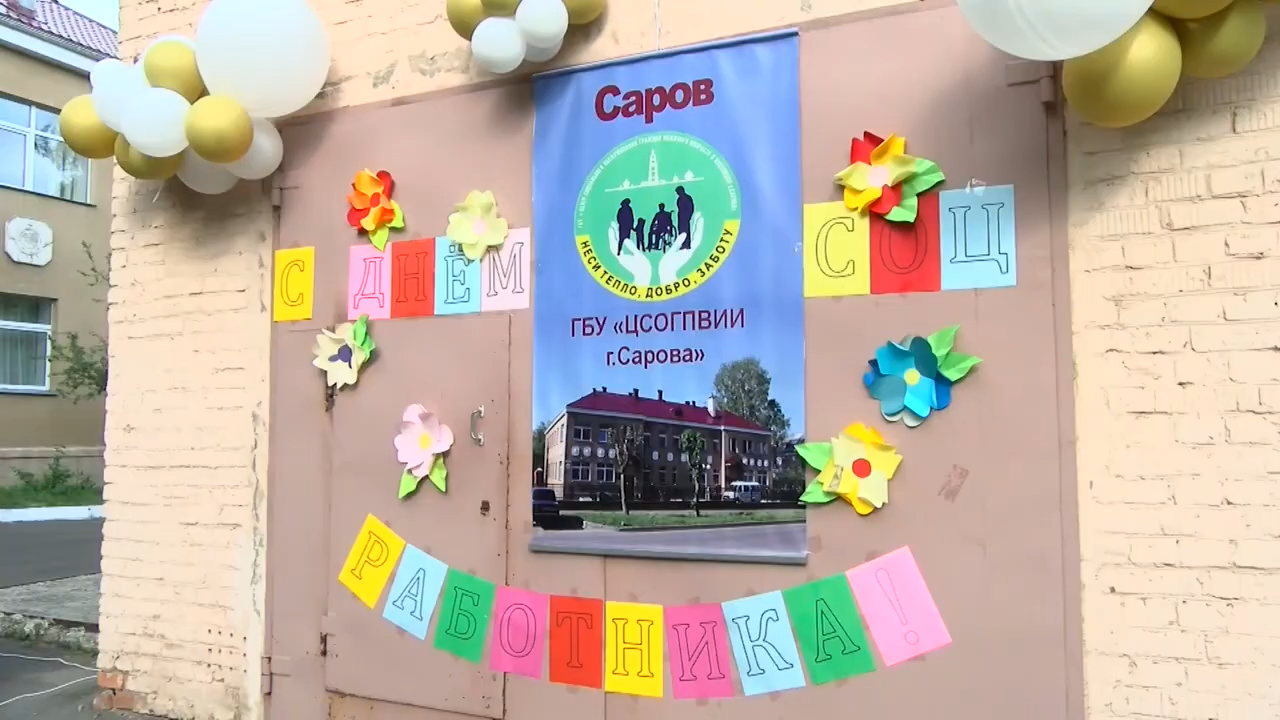 Саров
НЕСИ ТЕПЛО, ДОБРО, ЗАБОТУ
ГБУ «ЦСОГПВИИ
г.Сарова»
С ДНЁМ СОЦ
РАБОТНИКА!